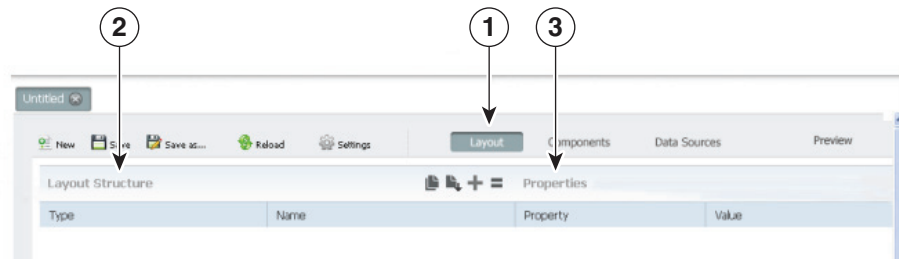 2 1 3
Untitled
New Save Save as.... Reload Settings Layout Components Data Sources Preview
Layout Structure Properties
Type Name Property Value